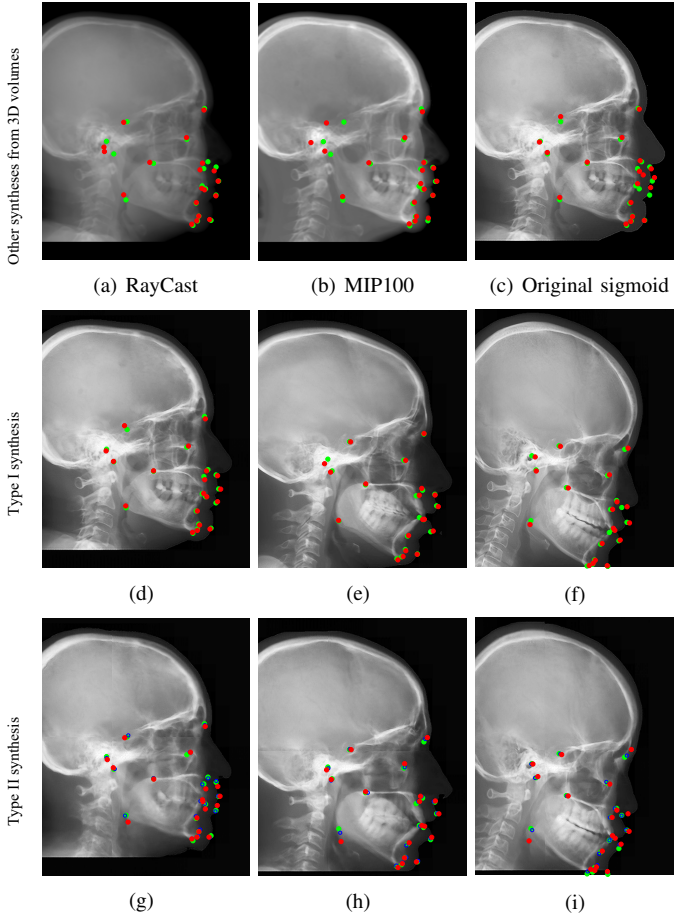 Other syntheses from 3D volumes
(a) RayCast
(b) MIP100
(c) Original sigmoid
Type I synthesis
(d)
(e)
(f)
Type II synthesis
(g)
(h)
(i)